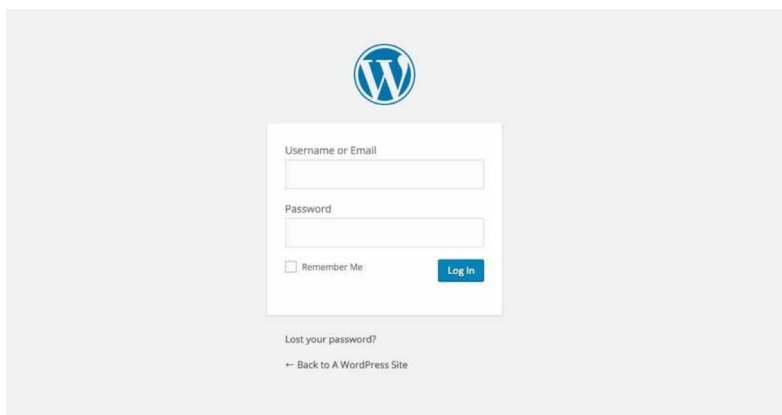 Username or Email
Password
Remember Me
Log In
Lost your password?
← Back to A WordPress Site